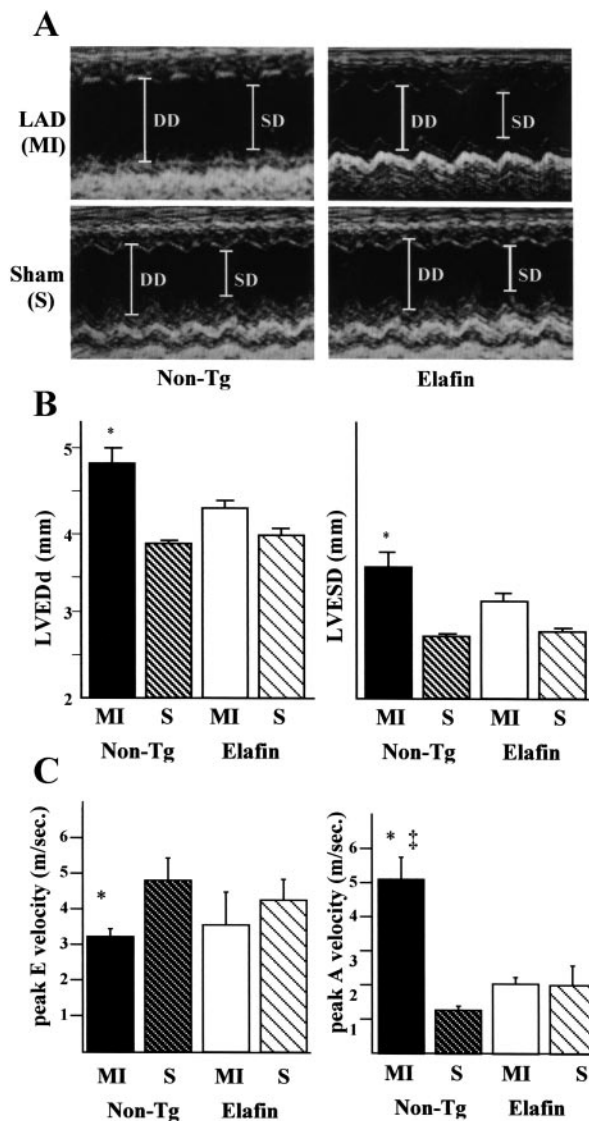 A
LAD
(MI)
DD
SD
DD
SD
Sham
(S)
DD
SD
DD
SD
Non-Tg
Elafin
B
LVEDd (mm)
5
4
3
2
*
MI S MI S
Non-Tg Elafin
LVESD (mm)
*
MI S MI S
Non-Tg Elafin
C
peak E velocity (m/sec.)
6
5
4
3
2
1
*
MI S MI S
Non-Tg Elafin
peak A velocity (m/sec.)
6
5
4
3
2
1
* ‡
MI S MI S
Non-Tg Elafin